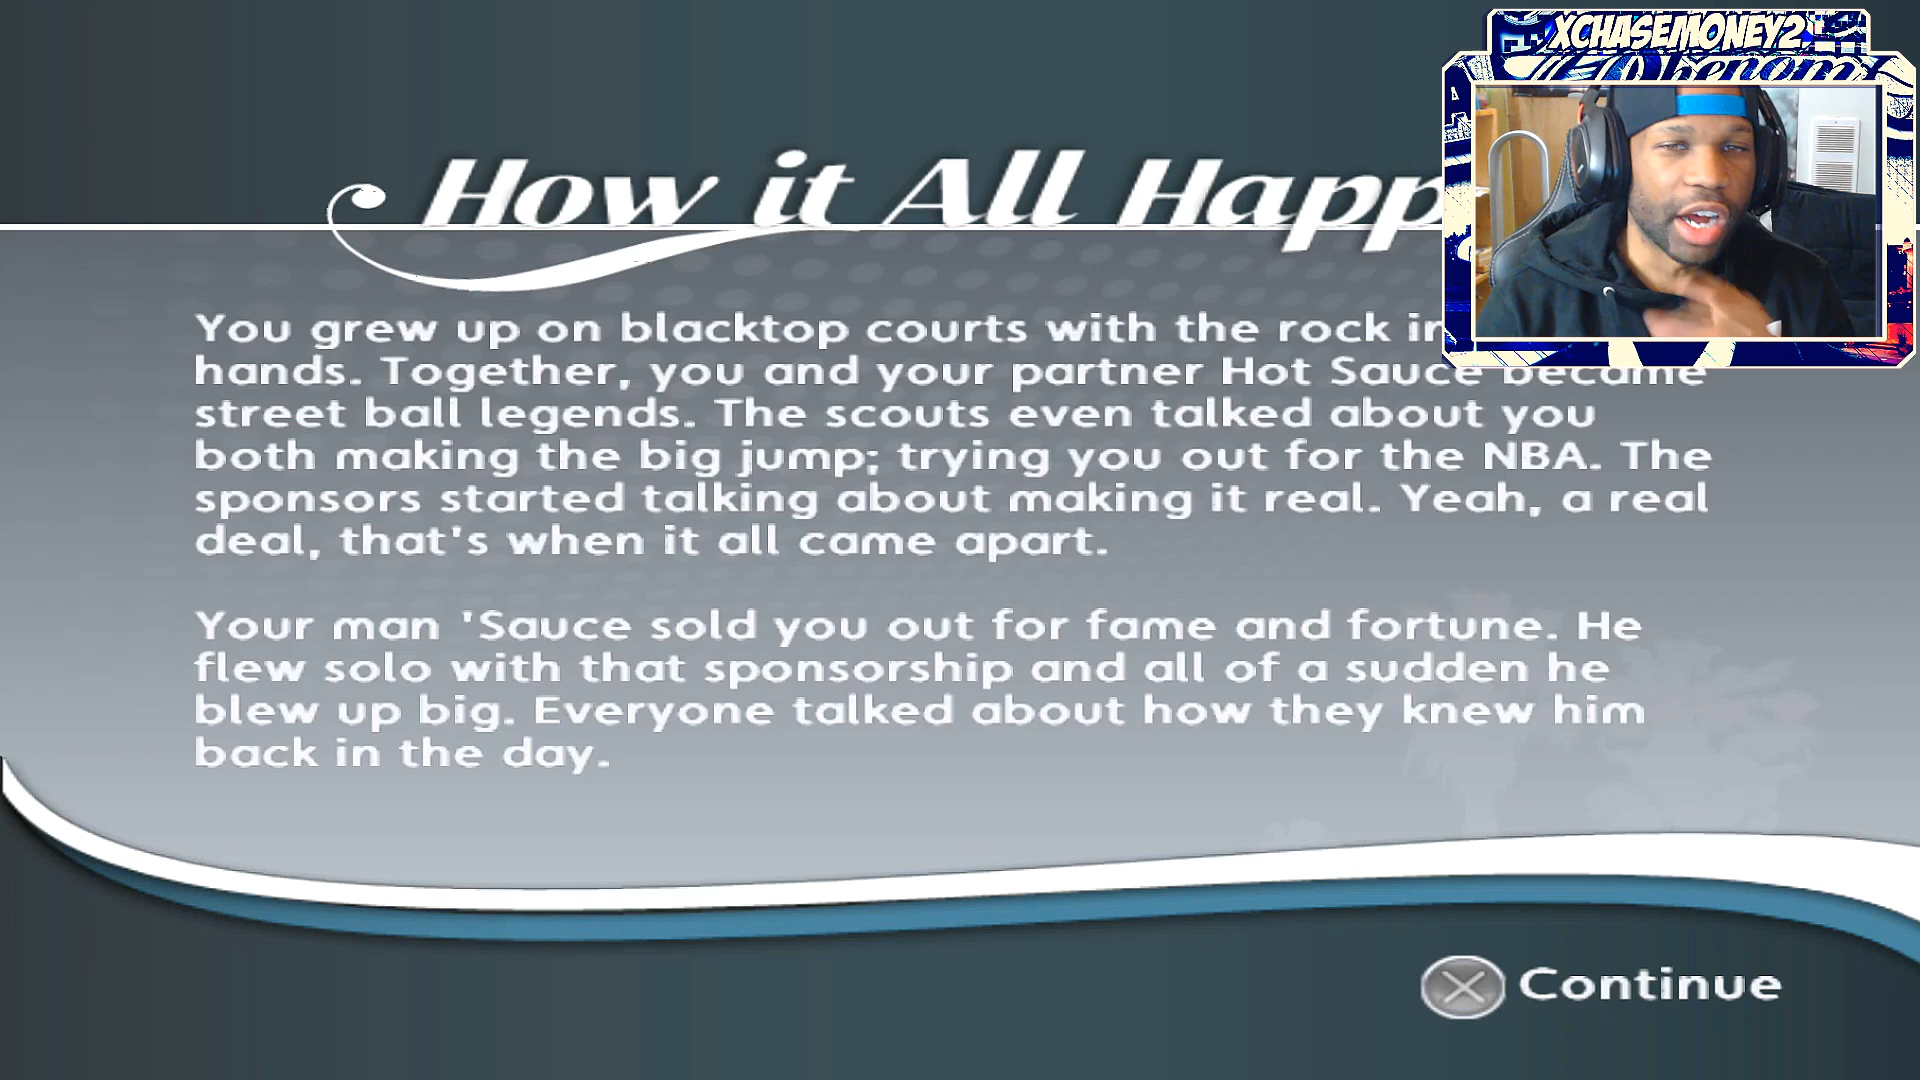 XCHASEMONEY2
Phenom
How it All Happ
You grew up on blacktop courts with the rock in
hands. Together, you and your partner Hot Sauce became
street ball legends. The scouts even talked about you
both making the big jump; trying you out for the NBA. The
sponsors started talking about making it real. Yeah, a real
deal, that's when it all came apart.
Your man 'Sauce sold you out for fame and fortune. He
flew solo with that sponsorship and all of a sudden he
blew up big. Everyone talked about how they knew him
back in the day.
Continue